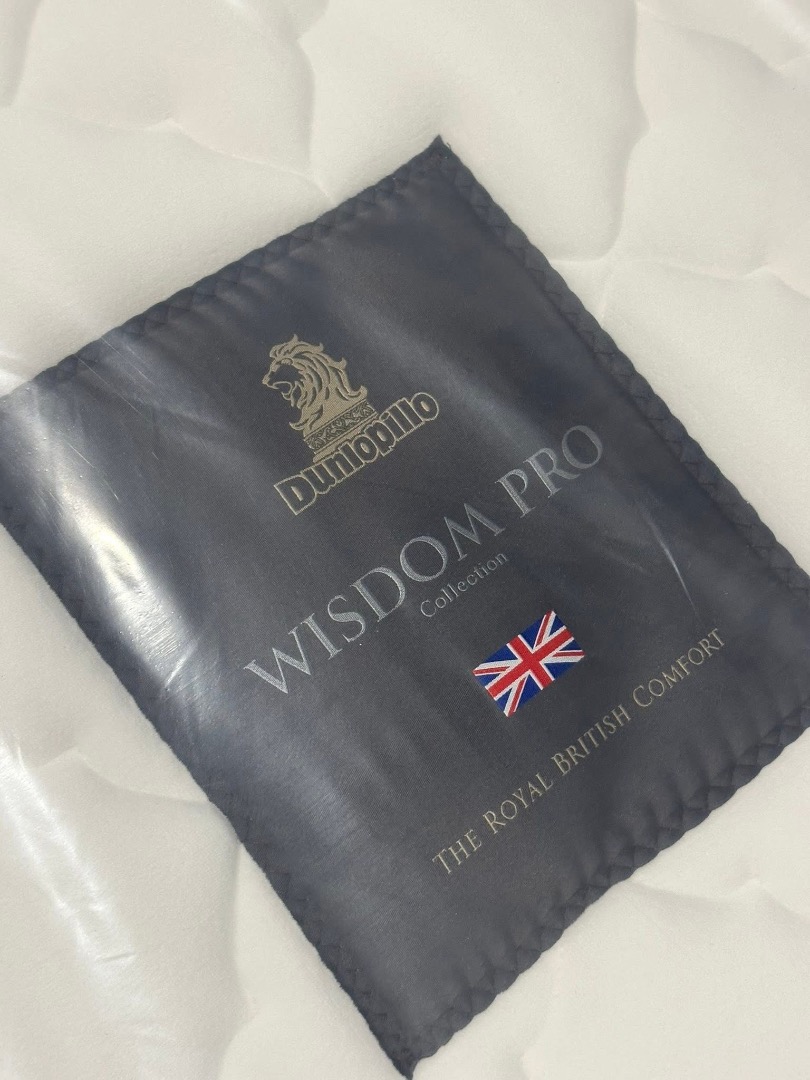 Dunlopillo
WISDOM PRO
Collection
THE ROYAL BRITISH COMFORT